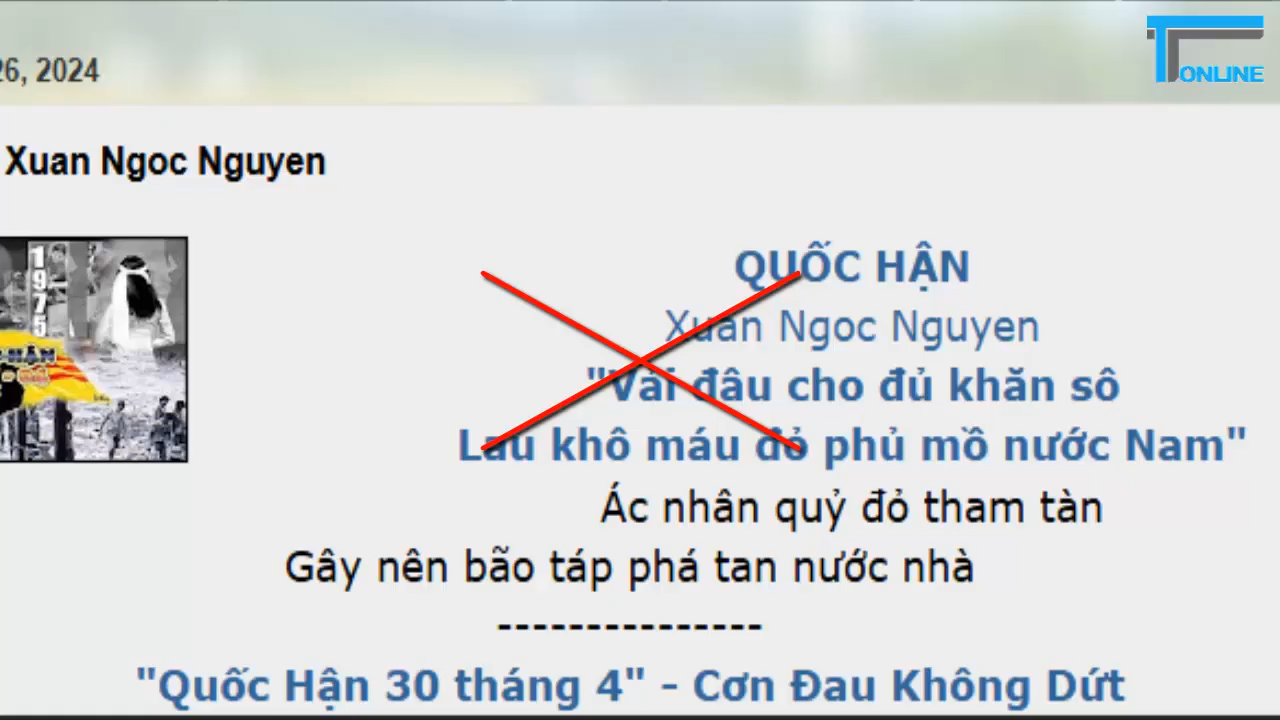 26, 2024
ONLINE
Xuan Ngoc Nguyen
1975
QUỐC HẬN
Xuan Ngoc Nguyen
"Vải đâu cho đủ khăn sô
Lau khô máu đỏ phủ mồ nước Nam"
Ác nhân quỷ đỏ tham tàn
Gây nên bão táp phá tan nước nhà
---------------
"Quốc Hận 30 tháng 4" - Cơn Đau Không Dứt